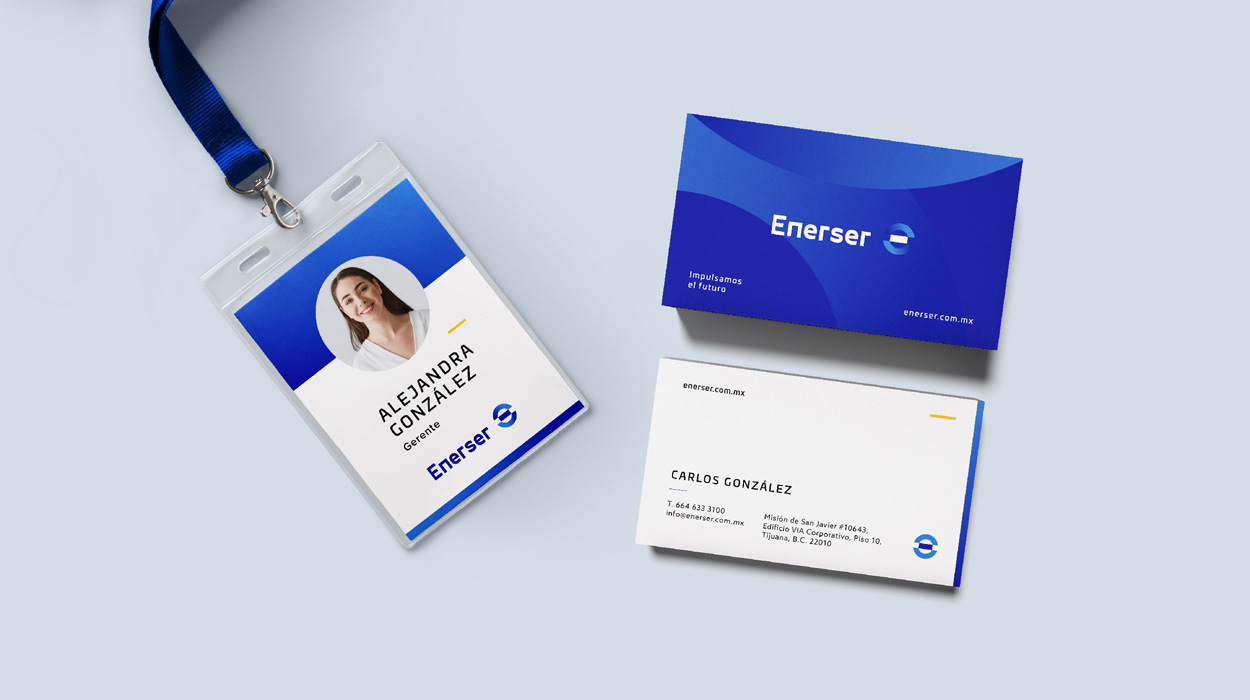 ALEJANDRA
GONZÁLEZ
Gerente
Enerser
Enerser
Impulsamos
el futuro
enerser.com.mx
enerser.com.mx
CARLOS GONZÁLEZ
T. 664 633 3100
info@enerser.com.mx
Misión de San Javier #10643,
Edificio VIA Corporativo, Piso 10,
Tijuana, B.C. 22010